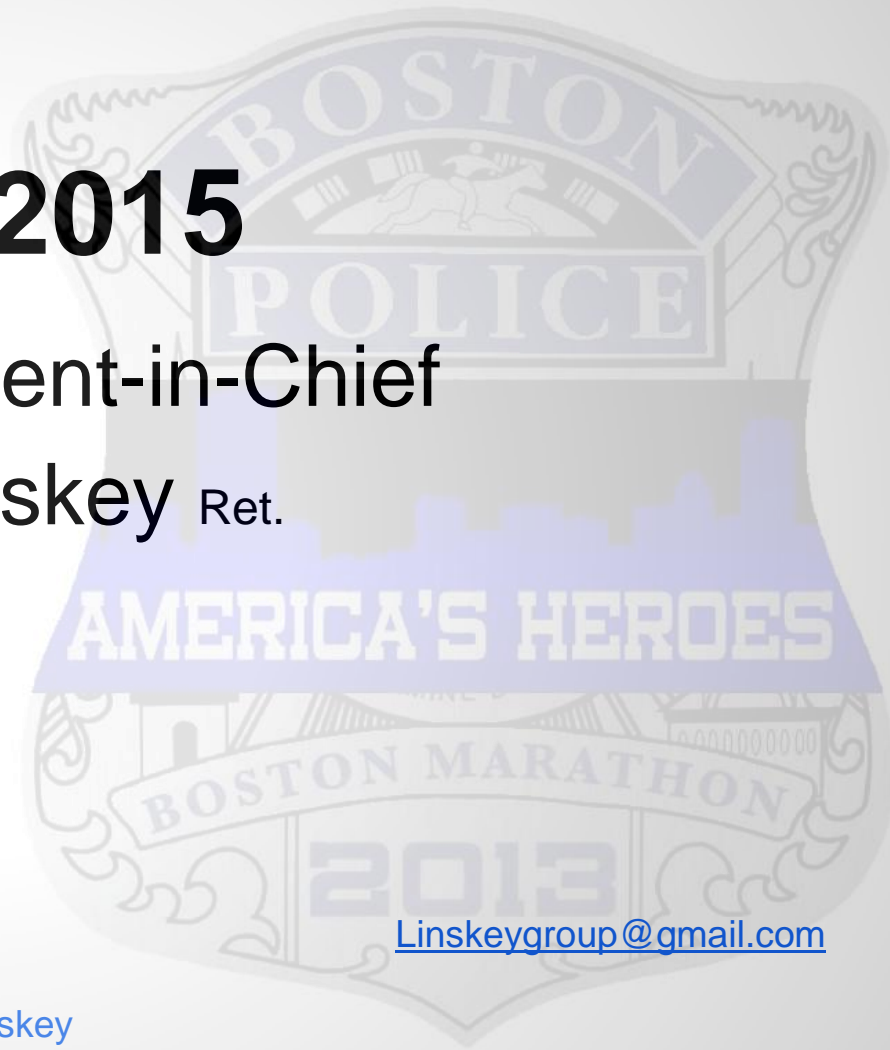 BOSTON
2015
POLICE
ent-in-Chief
skey Ret.
AMERICA'S HEROES
BOSTON MARATHON
2013
Linskeygroup@gmail.com
skey